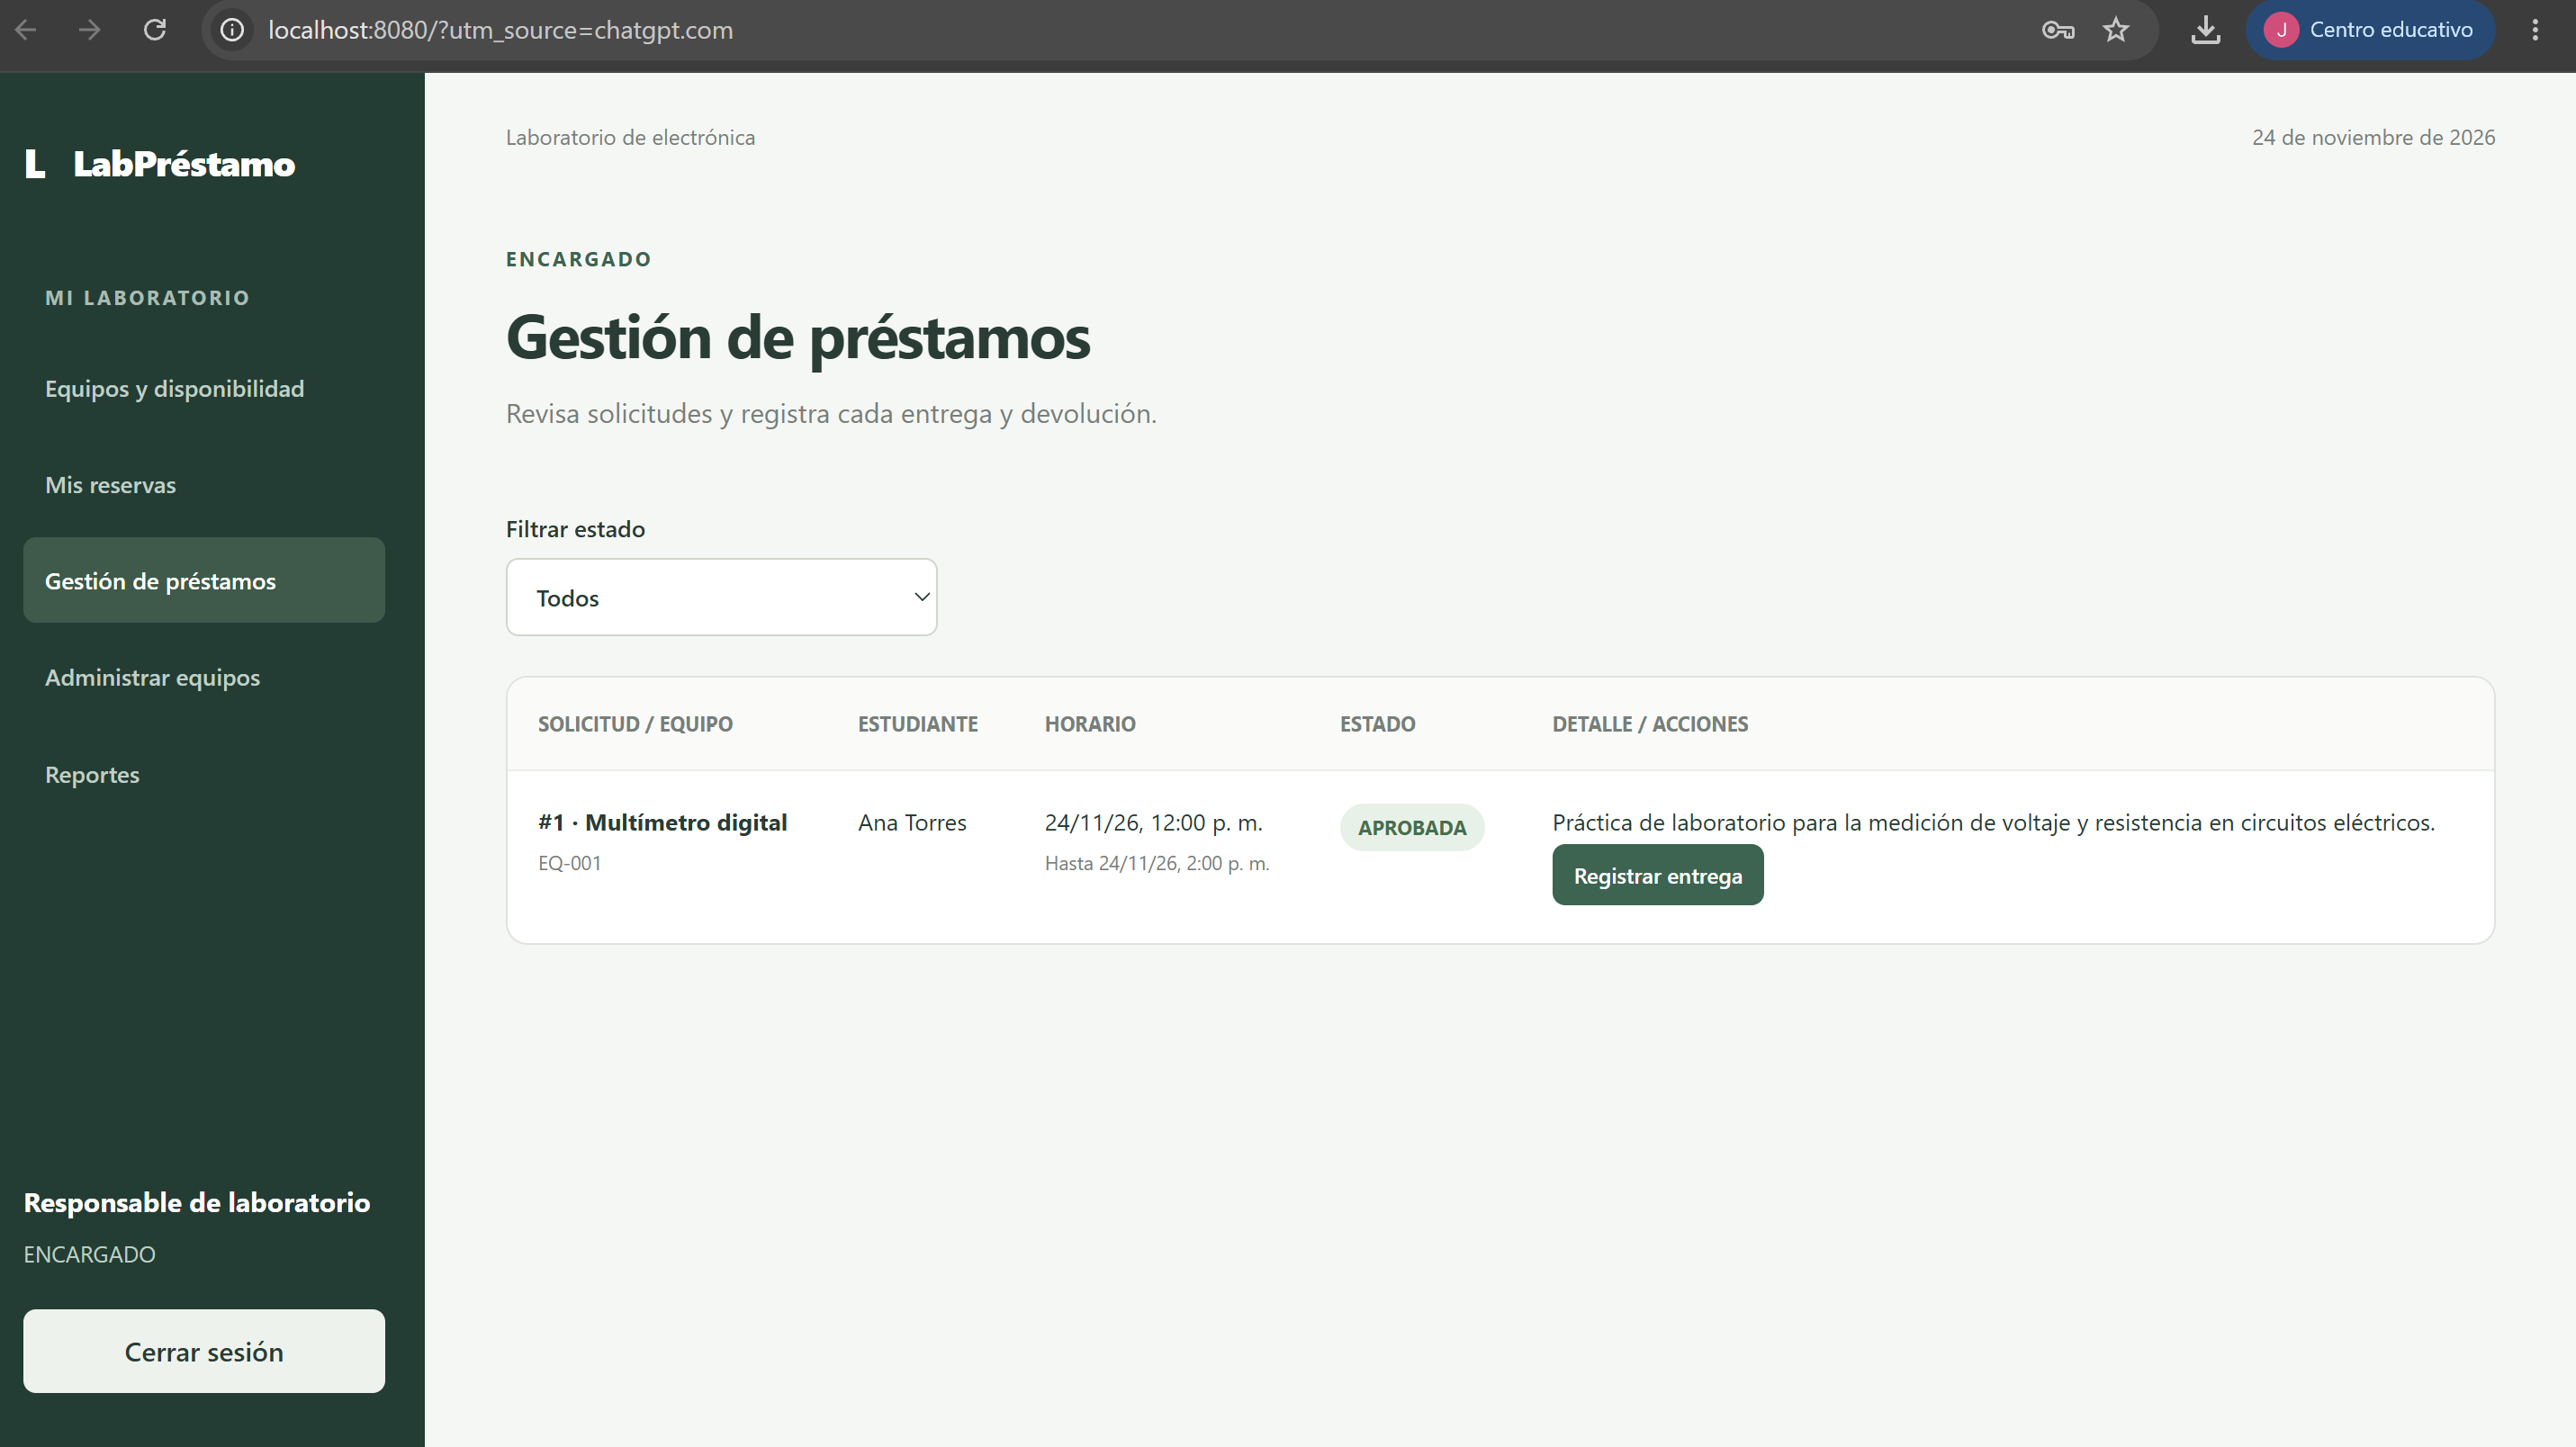 localhost:8080/?utm_source=chatgpt.com
J Centro educativo
L LabPréstamo
MI LABORATORIO
Equipos y disponibilidad
Mis reservas
Gestión de préstamos
Administrar equipos
Reportes
Responsable de laboratorio
ENCARGADO
Cerrar sesión
Laboratorio de electrónica
24 de noviembre de 2026
ENCARGADO
Gestión de préstamos
Revisa solicitudes y registra cada entrega y devolución.
Filtrar estado
Todos
SOLICITUD / EQUIPO ESTUDIANTE HORARIO ESTADO DETALLE / ACCIONES
#1 · Multímetro digital Ana Torres 24/11/26, 12:00 p. m. APROBADA Práctica de laboratorio para la medición de voltaje y resistencia en circuitos eléctricos.
EQ-001 Hasta 24/11/26, 2:00 p. m. Registrar entrega